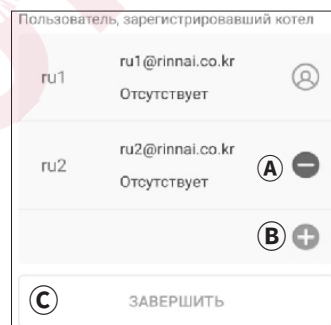 Пользователь, зарегистрировавший котел
ru1
ru1@rinnai.co.kr
Отсутствует
ru2
ru2@rinnai.co.kr
Отсутствует
A
B
C
ЗАВЕРШИТЬ